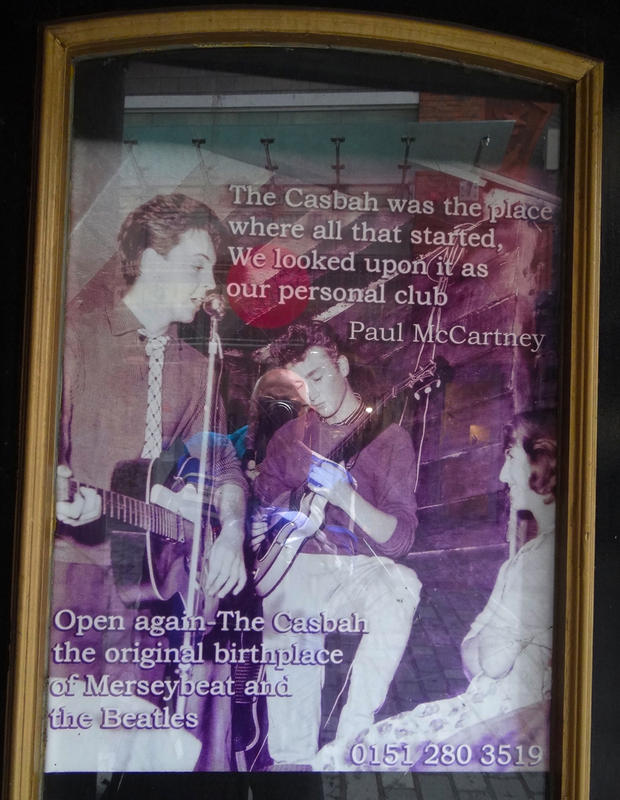 The Casbah was the place
where all that started,
We looked upon it as
our personal club
Paul McCartney
Open again-The Casbah
the original birthplace
of Merseybeat and
the Beatles
0151 280 3519